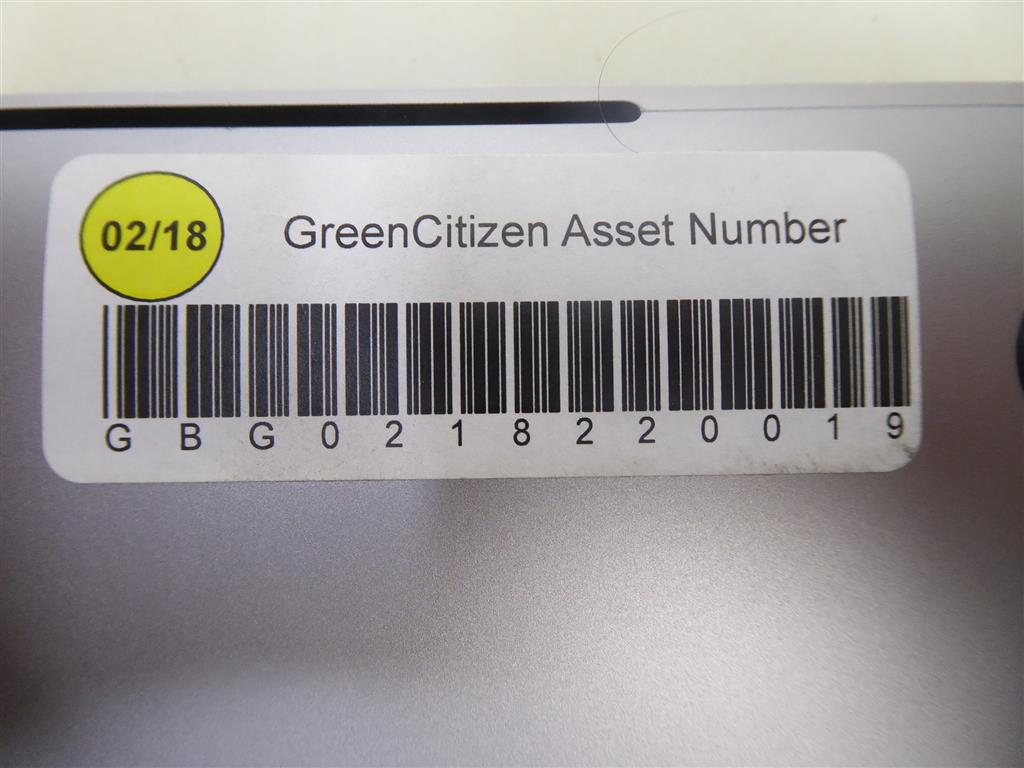 02/18
GreenCitizen Asset Number
G B G 0 2 1 8 2 2 0 0 1 9